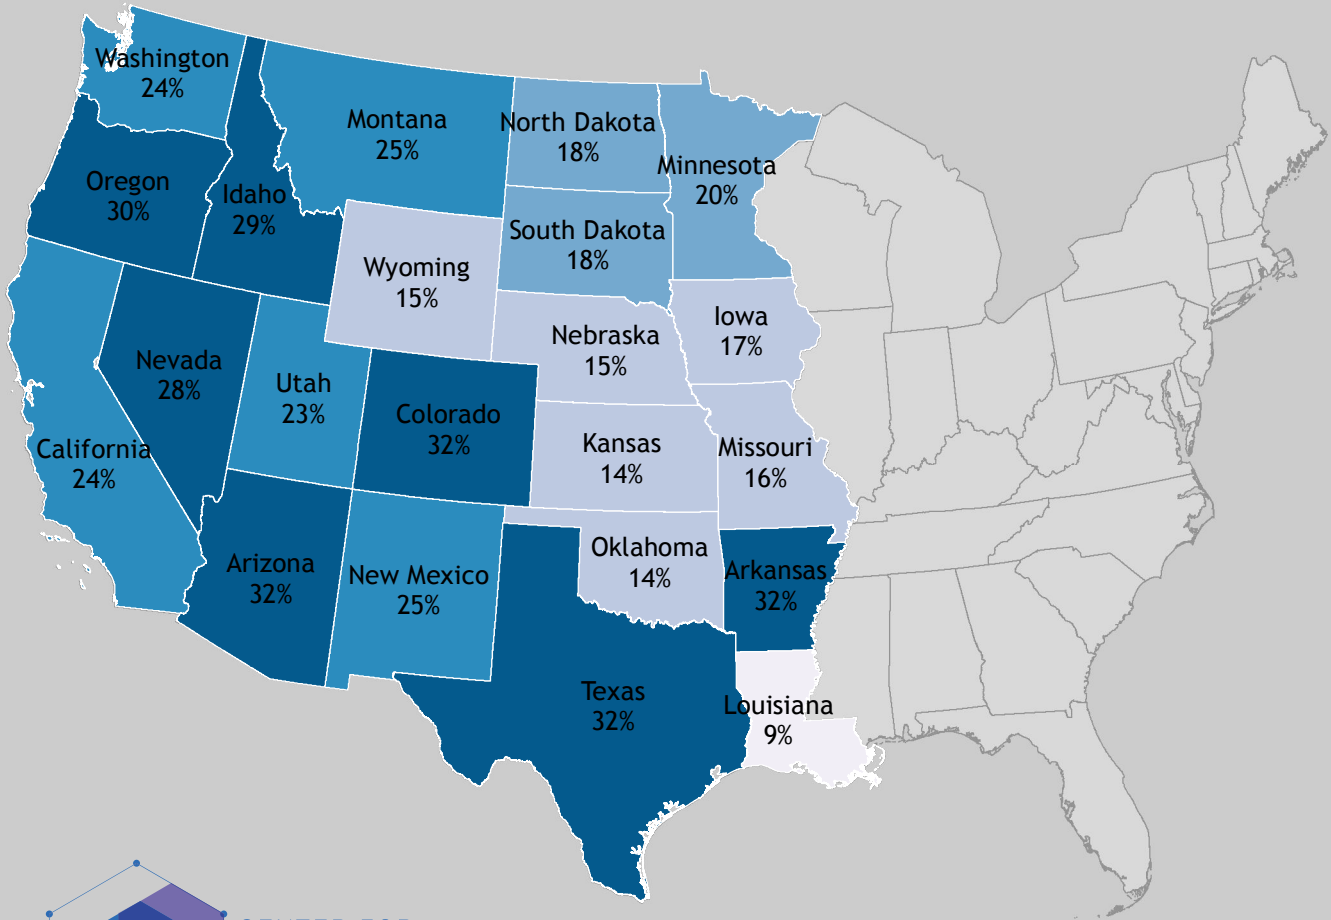 Washington
24%
Montana
25%
North Dakota
18%
Minnesota
20%
Oregon
30%
Idaho
29%
South Dakota
18%
Wyoming
15%
Iowa
17%
Nebraska
15%
Nevada
28%
Utah
23%
Colorado
32%
Kansas
14%
Missouri
16%
California
24%
Arizona
32%
New Mexico
25%
Oklahoma
14%
Arkansas
32%
Texas
32%
Louisiana
9%